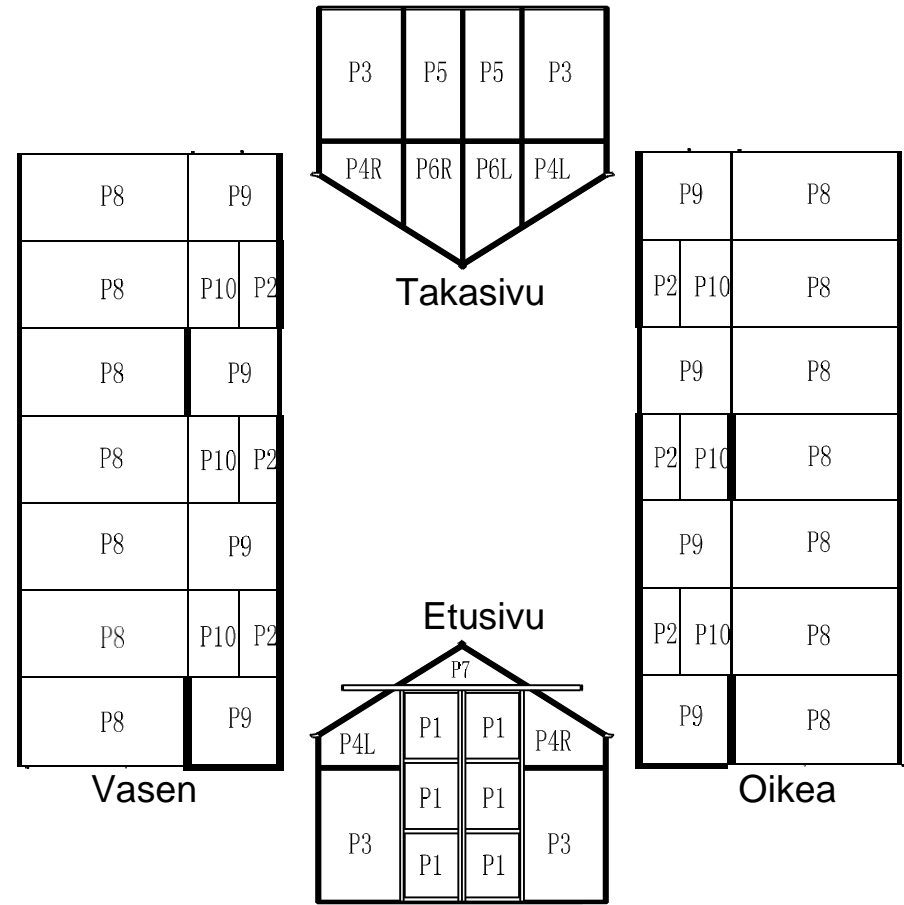 P3 P5 P5 P3
P4R P6R P6L P4L
Takasivu
P8 P9
P8 P10 P2
P8 P9
P8 P10 P2
P8 P9
P8 P10 P2
P8 P9
Vasen
P9 P8
P2 P10 P8
P9 P8
P2 P10 P8
P9 P8
P2 P10 P8
P9 P8
Oikea
Etusivu
P7
P4L P1 P1 P4R
P1 P1
P3 P1 P1 P3